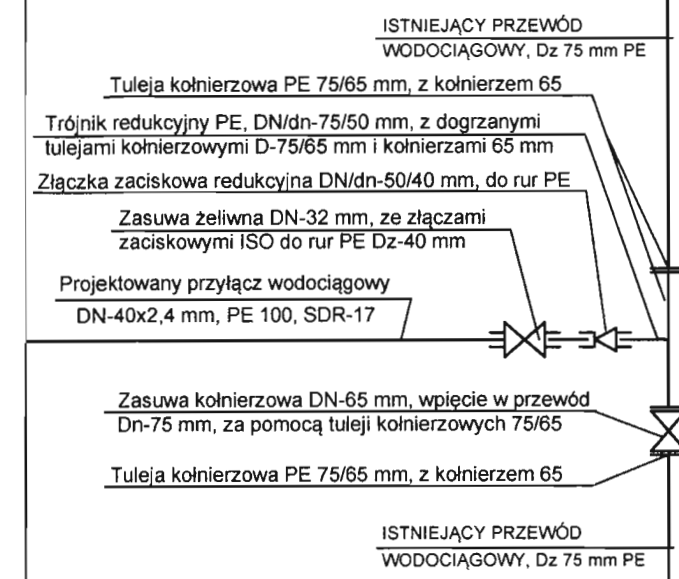 ISTNIEJĄCY PRZEWÓD
WODOCIĄGOWY, Dz 75 mm PE
Tuleja kołnierzowa PE 75/65 mm, z kołnierzem 65
Trójnik redukcyjny PE, DN/dn-75/50 mm, z dogrzanymi
tulejami kołnierzowymi D-75/65 mm i kołnierzami 65 mm
Złączka zaciskowa redukcyjna DN/dn-50/40 mm, do rur PE
Zasuwa żeliwna DN-32 mm, ze złączami
zaciskowymi ISO do rur PE Dz-40 mm
Projektowany przyłącz wodociągowy
DN-40x2,4 mm, PE 100, SDR-17
Zasuwa kołnierzowa DN-65 mm, wpięcie w przewód
Dn-75 mm, za pomocą tuleji kołnierzowych 75/65
Tuleja kołnierzowa PE 75/65 mm, z kołnierzem 65
ISTNIEJĄCY PRZEWÓD
WODOCIĄGOWY, Dz 75 mm PE